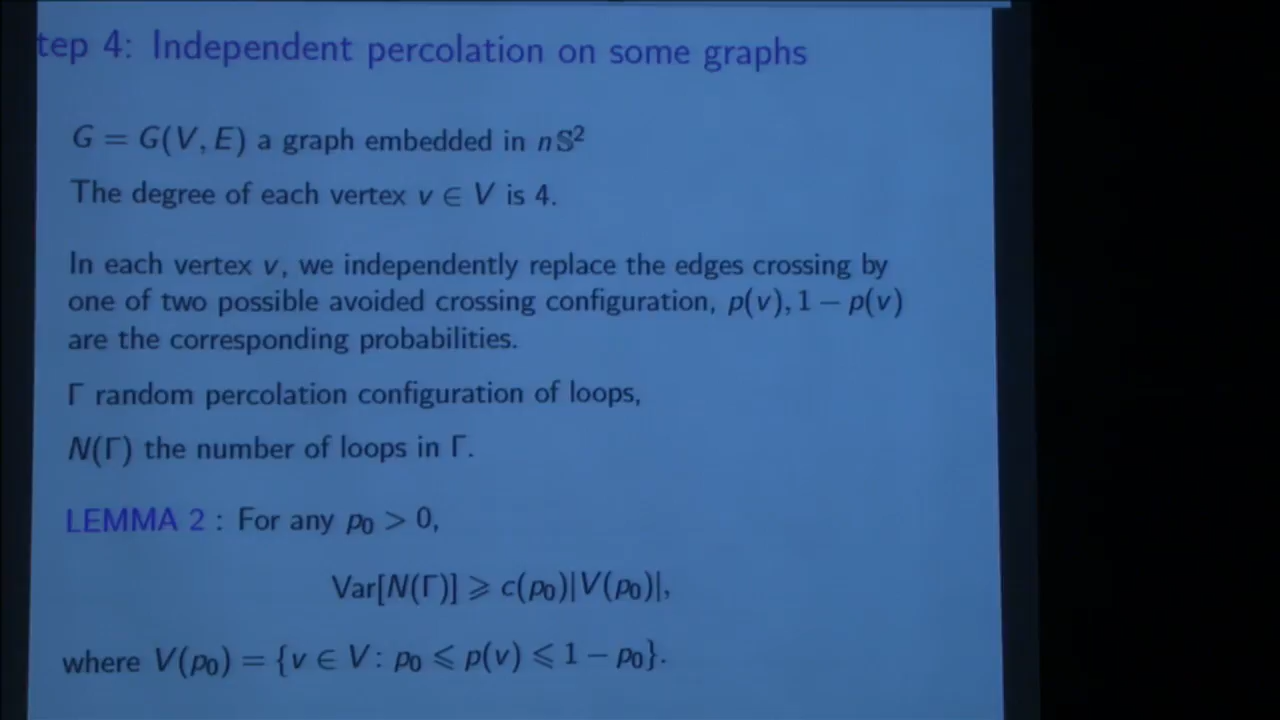 tep 4: Independent percolation on some graphs
G = G(V, E) a graph embedded in n𝕊²
The degree of each vertex v ∈ V is 4.
In each vertex v, we independently replace the edges crossing by
one of two possible avoided crossing configuration, p(v), 1 − p(v)
are the corresponding probabilities.
Γ random percolation configuration of loops,
N(Γ) the number of loops in Γ.
LEMMA 2 : For any p₀ > 0,
Var[N(Γ)] ⩾ c(p₀)|V(p₀)|,
where V(p₀) = {v ∈ V : p₀ ⩽ p(v) ⩽ 1 − p₀}.